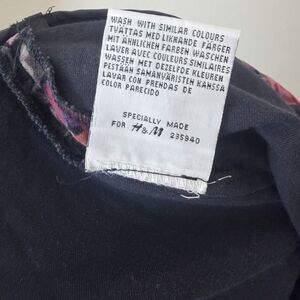 WASH WITH SIMILAR COLOURS
TVÄTTAS MED LIKNANDE FÄRGER
MIT ÄHNLICHEN FARBEN WASCHEN
LAVER AVEC COULEURS SIMILAIRES
WASSEN MET DEZELFDE KLEUREN
PESTÄÄN SAMANVÄRISTEN KANSSA
LAVAR CON PRENDAS DE
COLOR PARECIDO
SPECIALLY MADE
FOR H&M 235940